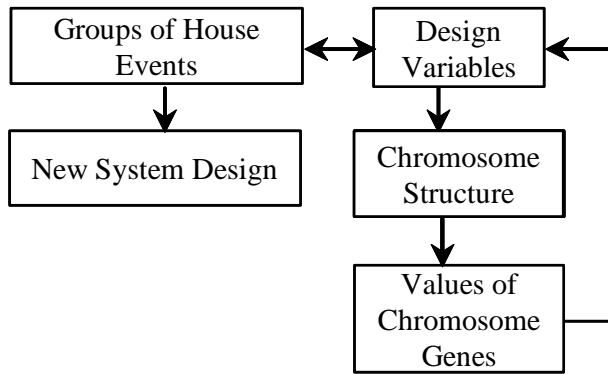 Groups of House
Events
Design
Variables
New System Design
Chromosome
Structure
Values of
Chromosome
Genes